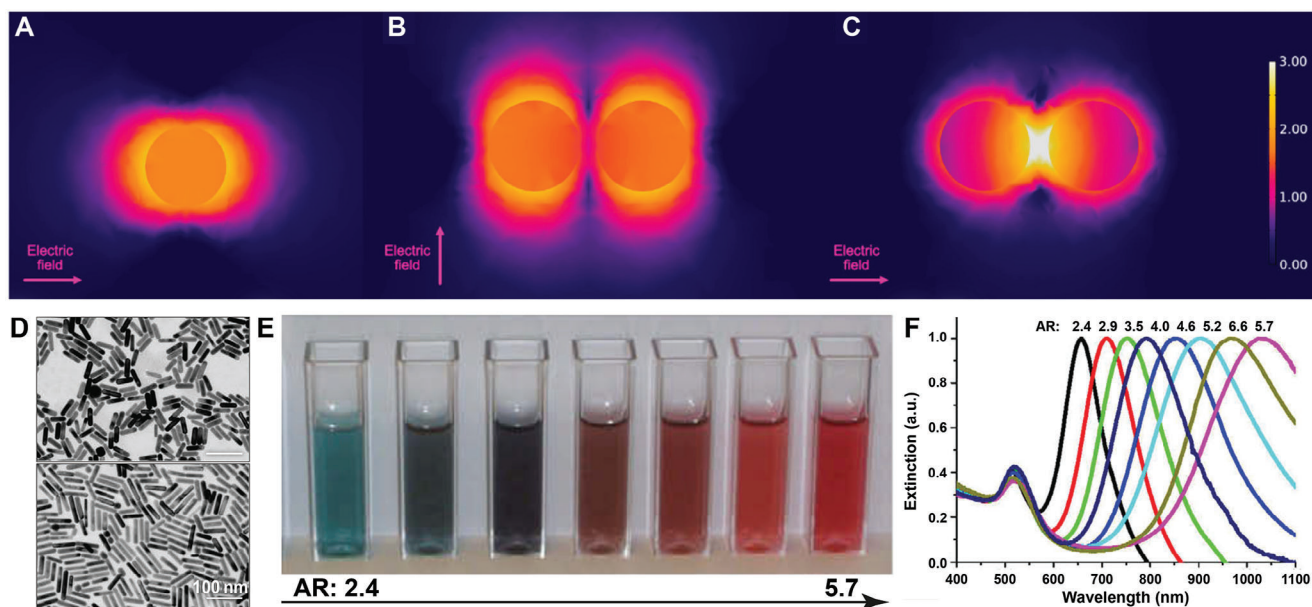 A
B
C
Electric
field
Electric
field
Electric
field
3.00
2.00
1.00
0.00
D
100 nm
E
AR: 2.4
5.7
F
AR: 2.4 2.9 3.5 4.0 4.6 5.2 6.6 5.7
1.0
0.8
0.6
0.4
0.2
0.0
Extinction (a.u.)
400 500 600 700 800 900 1000 1100
Wavelength (nm)